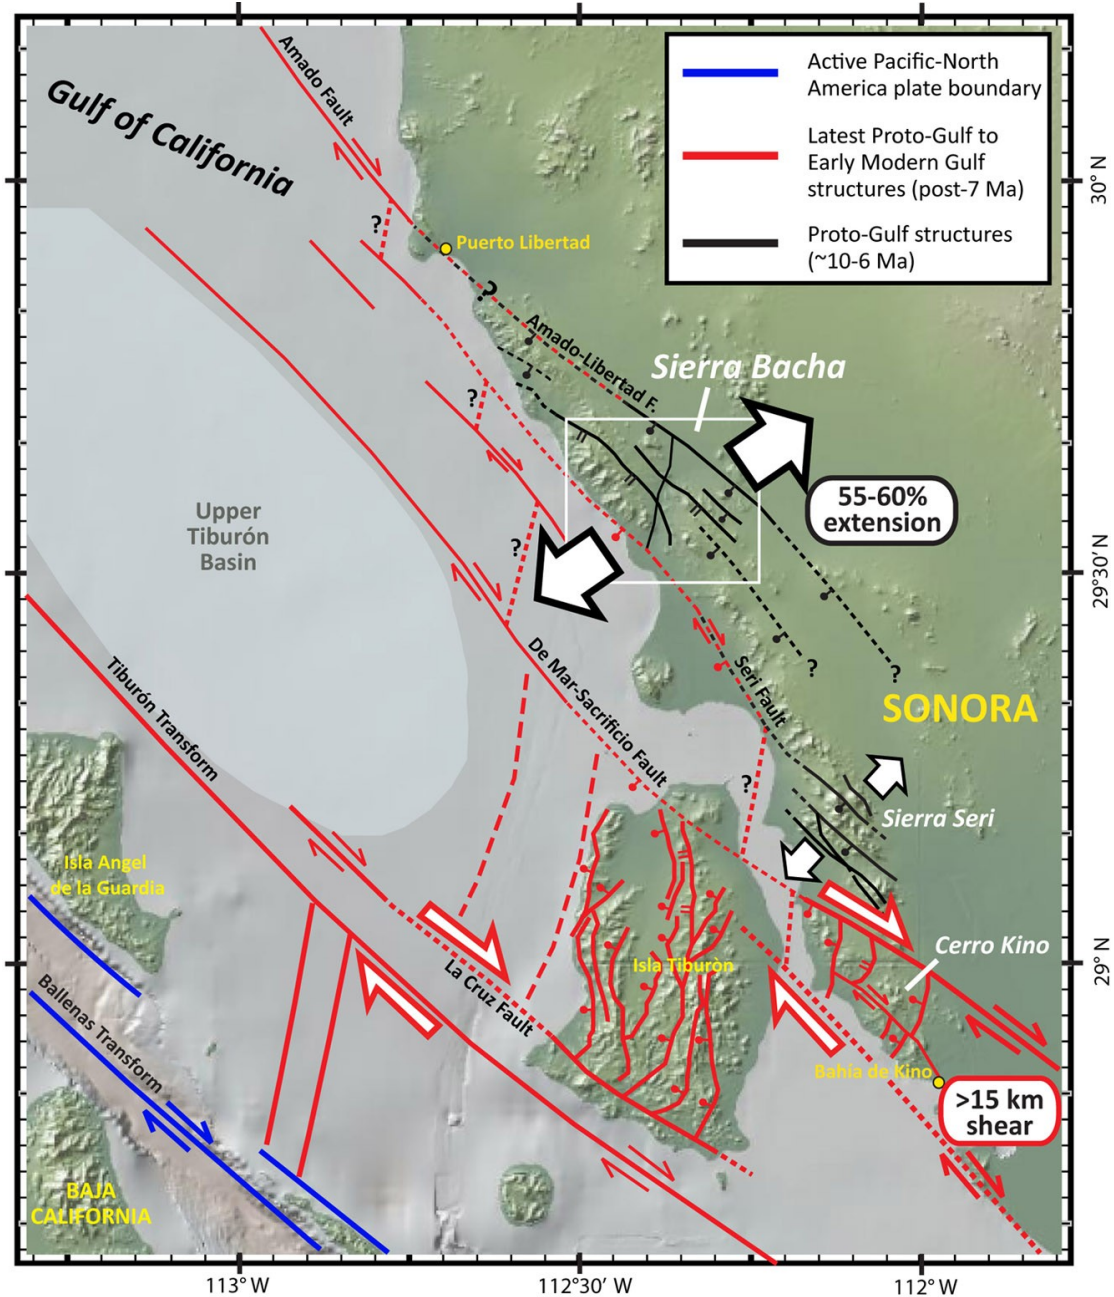 Amado Fault
Gulf of California
Active Pacific-North
America plate boundary
Latest Proto-Gulf to
Early Modern Gulf
structures (post-7 Ma)
Proto-Gulf structures
(~10-6 Ma)
30° N
?
Puerto Libertad
?
Amado-Libertad F.
Sierra Bacha
?
55-60%
extension
Upper
Tiburón
Basin
?
29°30’ N
De Mar-Sacrificio Fault
Seri Fault
?
?
SONORA
Tiburón Transform
?
Sierra Seri
Isla Angel
de la Guardia
Cerro Kino
Isla Tiburòn
29° N
La Cruz Fault
Ballenas Transform
Bahía de Kino
>15 km
shear
BAJA
CALIFORNIA
113° W
112°30’ W
112° W